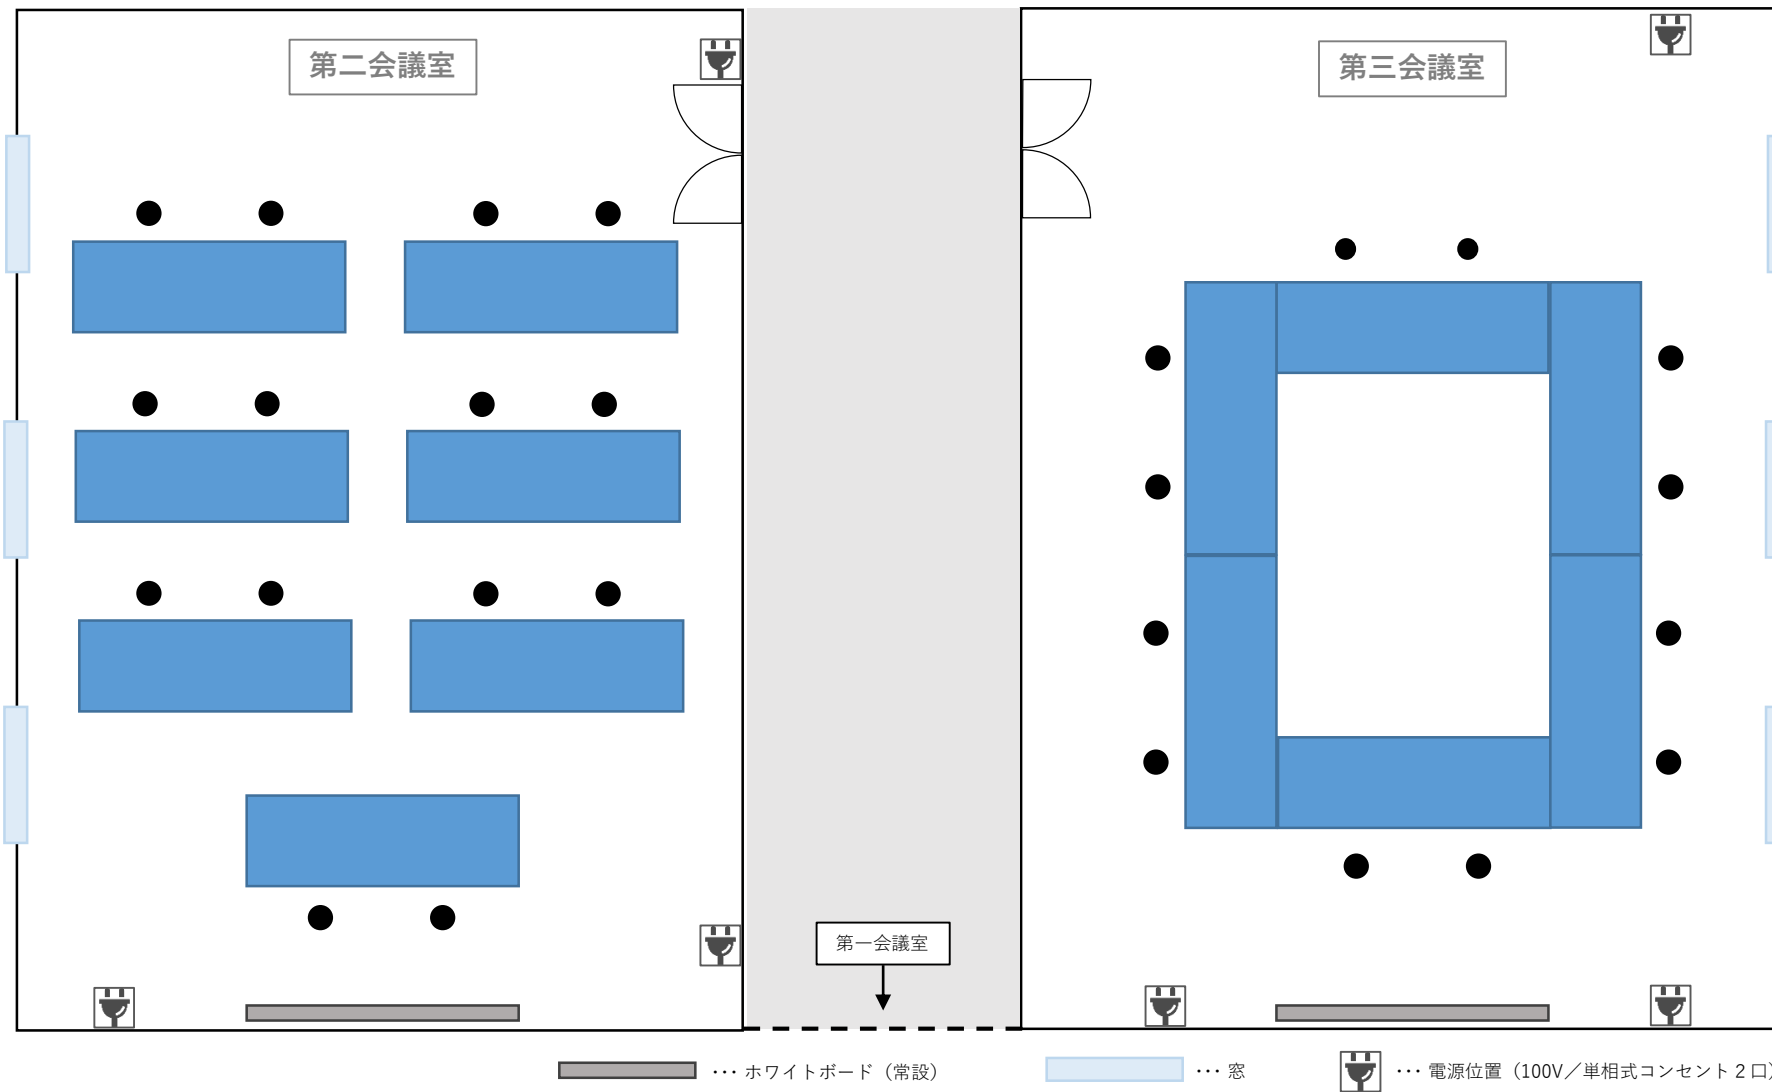 第二会議室
第三会議室
第一会議室
･･･ ホワイトボード（常設）
･･･ 窓
･･･ 電源位置（100V／単相式コンセント２口）